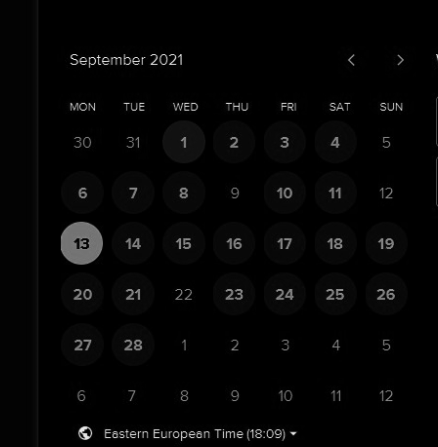 September 2021
MON TUE WED THU FRI SAT SUN
30 31 1 2 3 4 5
6 7 8 9 10 11 12
13 14 15 16 17 18 19
20 21 22 23 24 25 26
27 28 1 2 3 4 5
6 7 8 9 10 11 12
Eastern European Time (18:09)